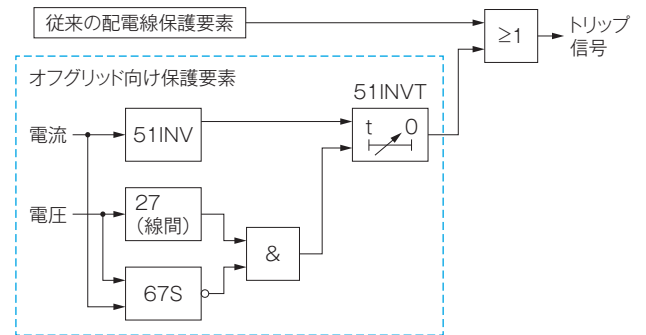 従来の配電線保護要素
≥1
トリップ
信号
オフグリッド向け保護要素
51INVT
電流
51INV
t 0
電圧
27
（線間）
&
67S